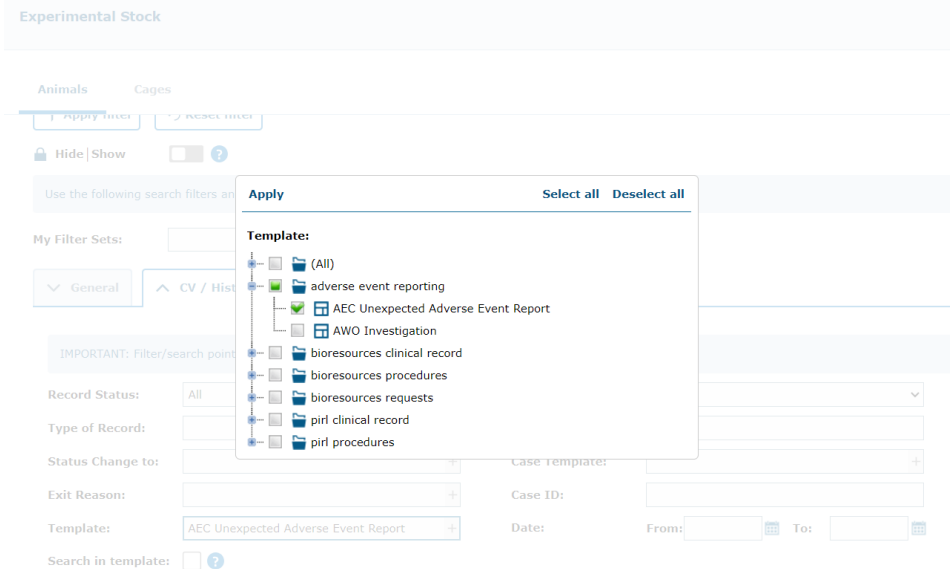 Experimental Stock
Animals Cages
Apply filter Reset filter
Hide|Show ?
Use the following search filters an
Apply Select all Deselect all
My Filter Sets:
Template:
(All)
General CV / Hist
adverse event reporting
AEC Unexpected Adverse Event Report
AWO Investigation
IMPORTANT: Filter/search point
bioresources clinical record
bioresources procedures
bioresources requests
pirl clinical record
pirl procedures
Record Status: All
Type of Record:
Status Change to: + Case Template: +
Exit Reason: + Case ID:
Template: AEC Unexpected Adverse Event Report + Date: From: To:
Search in template: ?